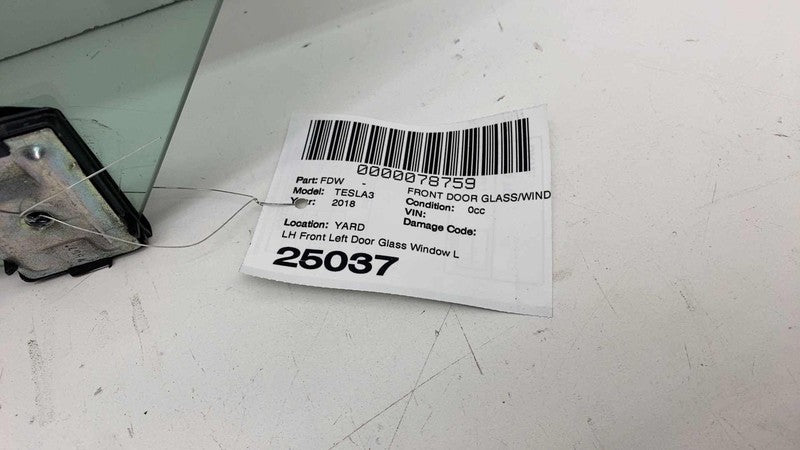 0000078759
Part: FDW - FRONT DOOR GLASS/WIND
Model: TESLA3 Condition: 0cc
Year: 2018 VIN:
Location: YARD Damage Code:
LH Front Left Door Glass Window L
25037